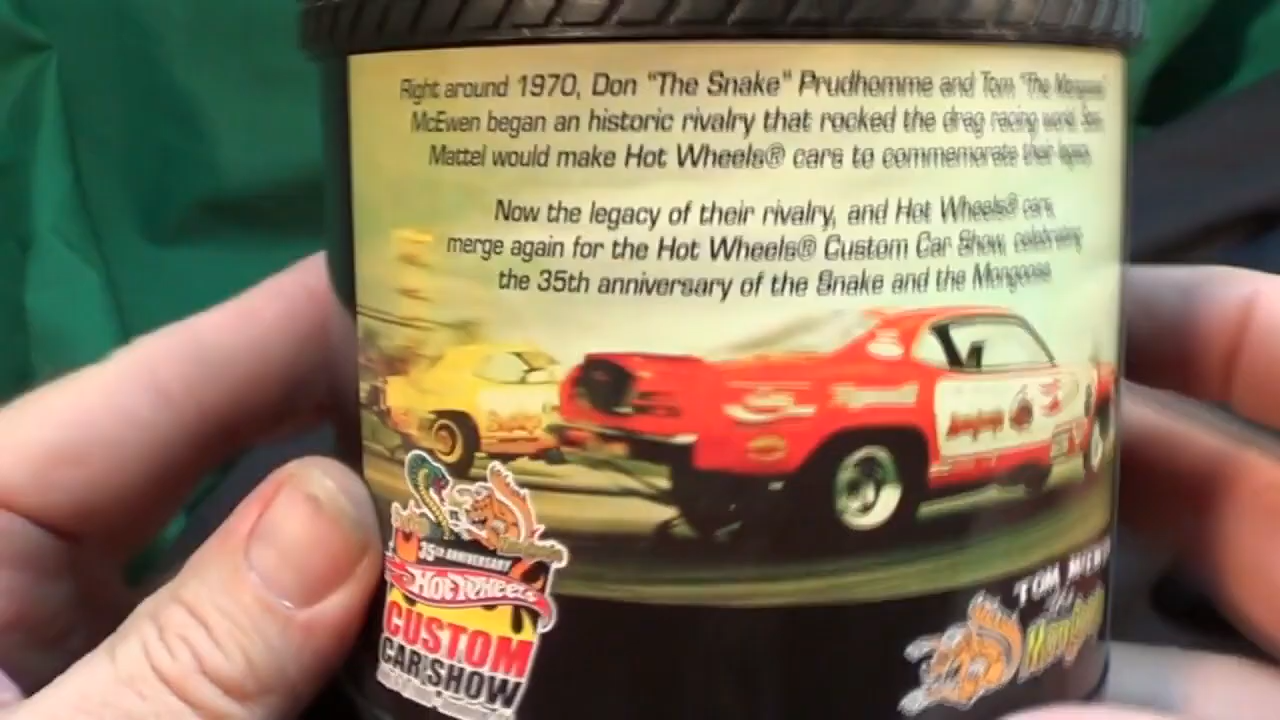 Right around 1970, Don "The Snake" Prudhomme and Tom "The Mongoose"
McEwen began an historic rivalry that rocked the drag racing world. Soon
Mattel would make Hot Wheels® cars to commemorate their legacy.
Now the legacy of their rivalry, and Hot Wheels® cars,
merge again for the Hot Wheels® Custom Car Show, celebrating
the 35th anniversary of the Snake and the Mongoose.
35TH ANNIVERSARY
Hot Wheels
CUSTOM
CAR SHOW
TOM
The
Mongoose